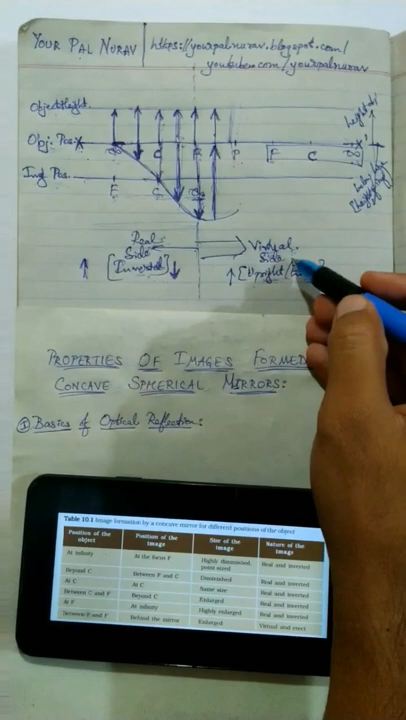 YOUR PAL NURAV
https://yourpalnurav.blogspot.com/
youtube.com/yourpalnurav
Object height
Obj. Pos. X ∞ C F P F C ∞ X'
Img Pos.
F C
Real Side
[Inverted]
Virtual Side
[Upright/
PROPERTIES OF IMAGES FORMED
CONCAVE SPHERICAL MIRRORS:
① Basics of Optical Reflection:
Table 10.1 Image formation by a concave mirror for different positions of the object
Position of the object Position of the image Size of the image Nature of the image
At infinity At the focus F Highly diminished, point-sized Real and inverted
Beyond C Between F and C Diminished Real and inverted
At C At C Same size Real and inverted
Between C and F Beyond C Enlarged Real and inverted
At F At infinity Highly enlarged Real and inverted
Between P and F Behind the mirror Enlarged Virtual and erect